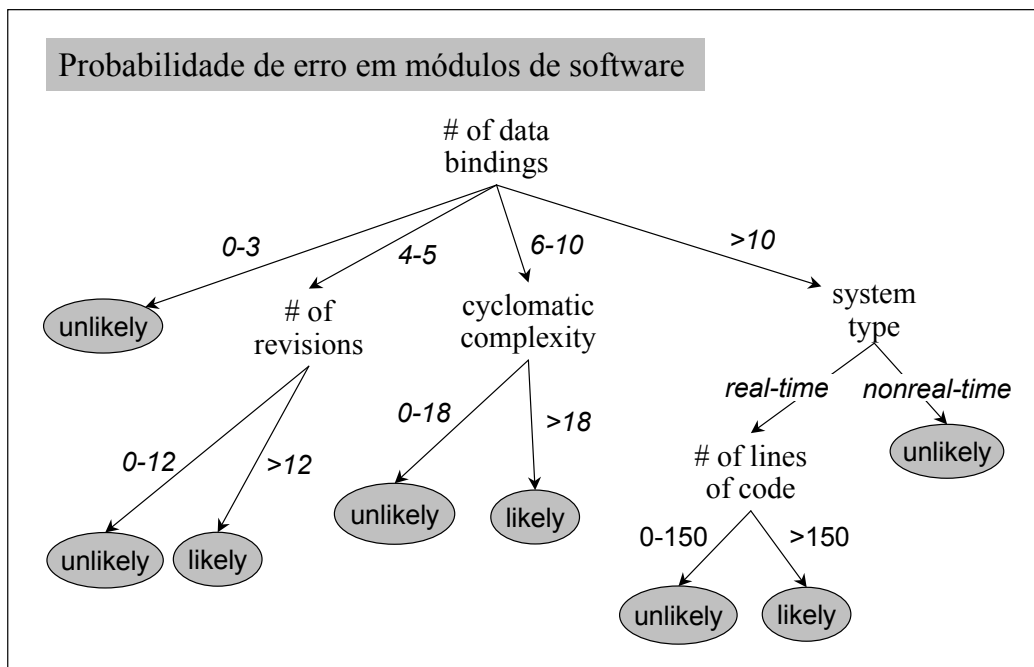 Probabilidade de erro em módulos de software
# of data
bindings
0-3
4-5
6-10
>10
unlikely
# of
revisions
cyclomatic
complexity
system
type
0-12
>12
0-18
>18
real-time
nonreal-time
unlikely
likely
unlikely
likely
# of lines
of code
unlikely
0-150
>150
unlikely
likely